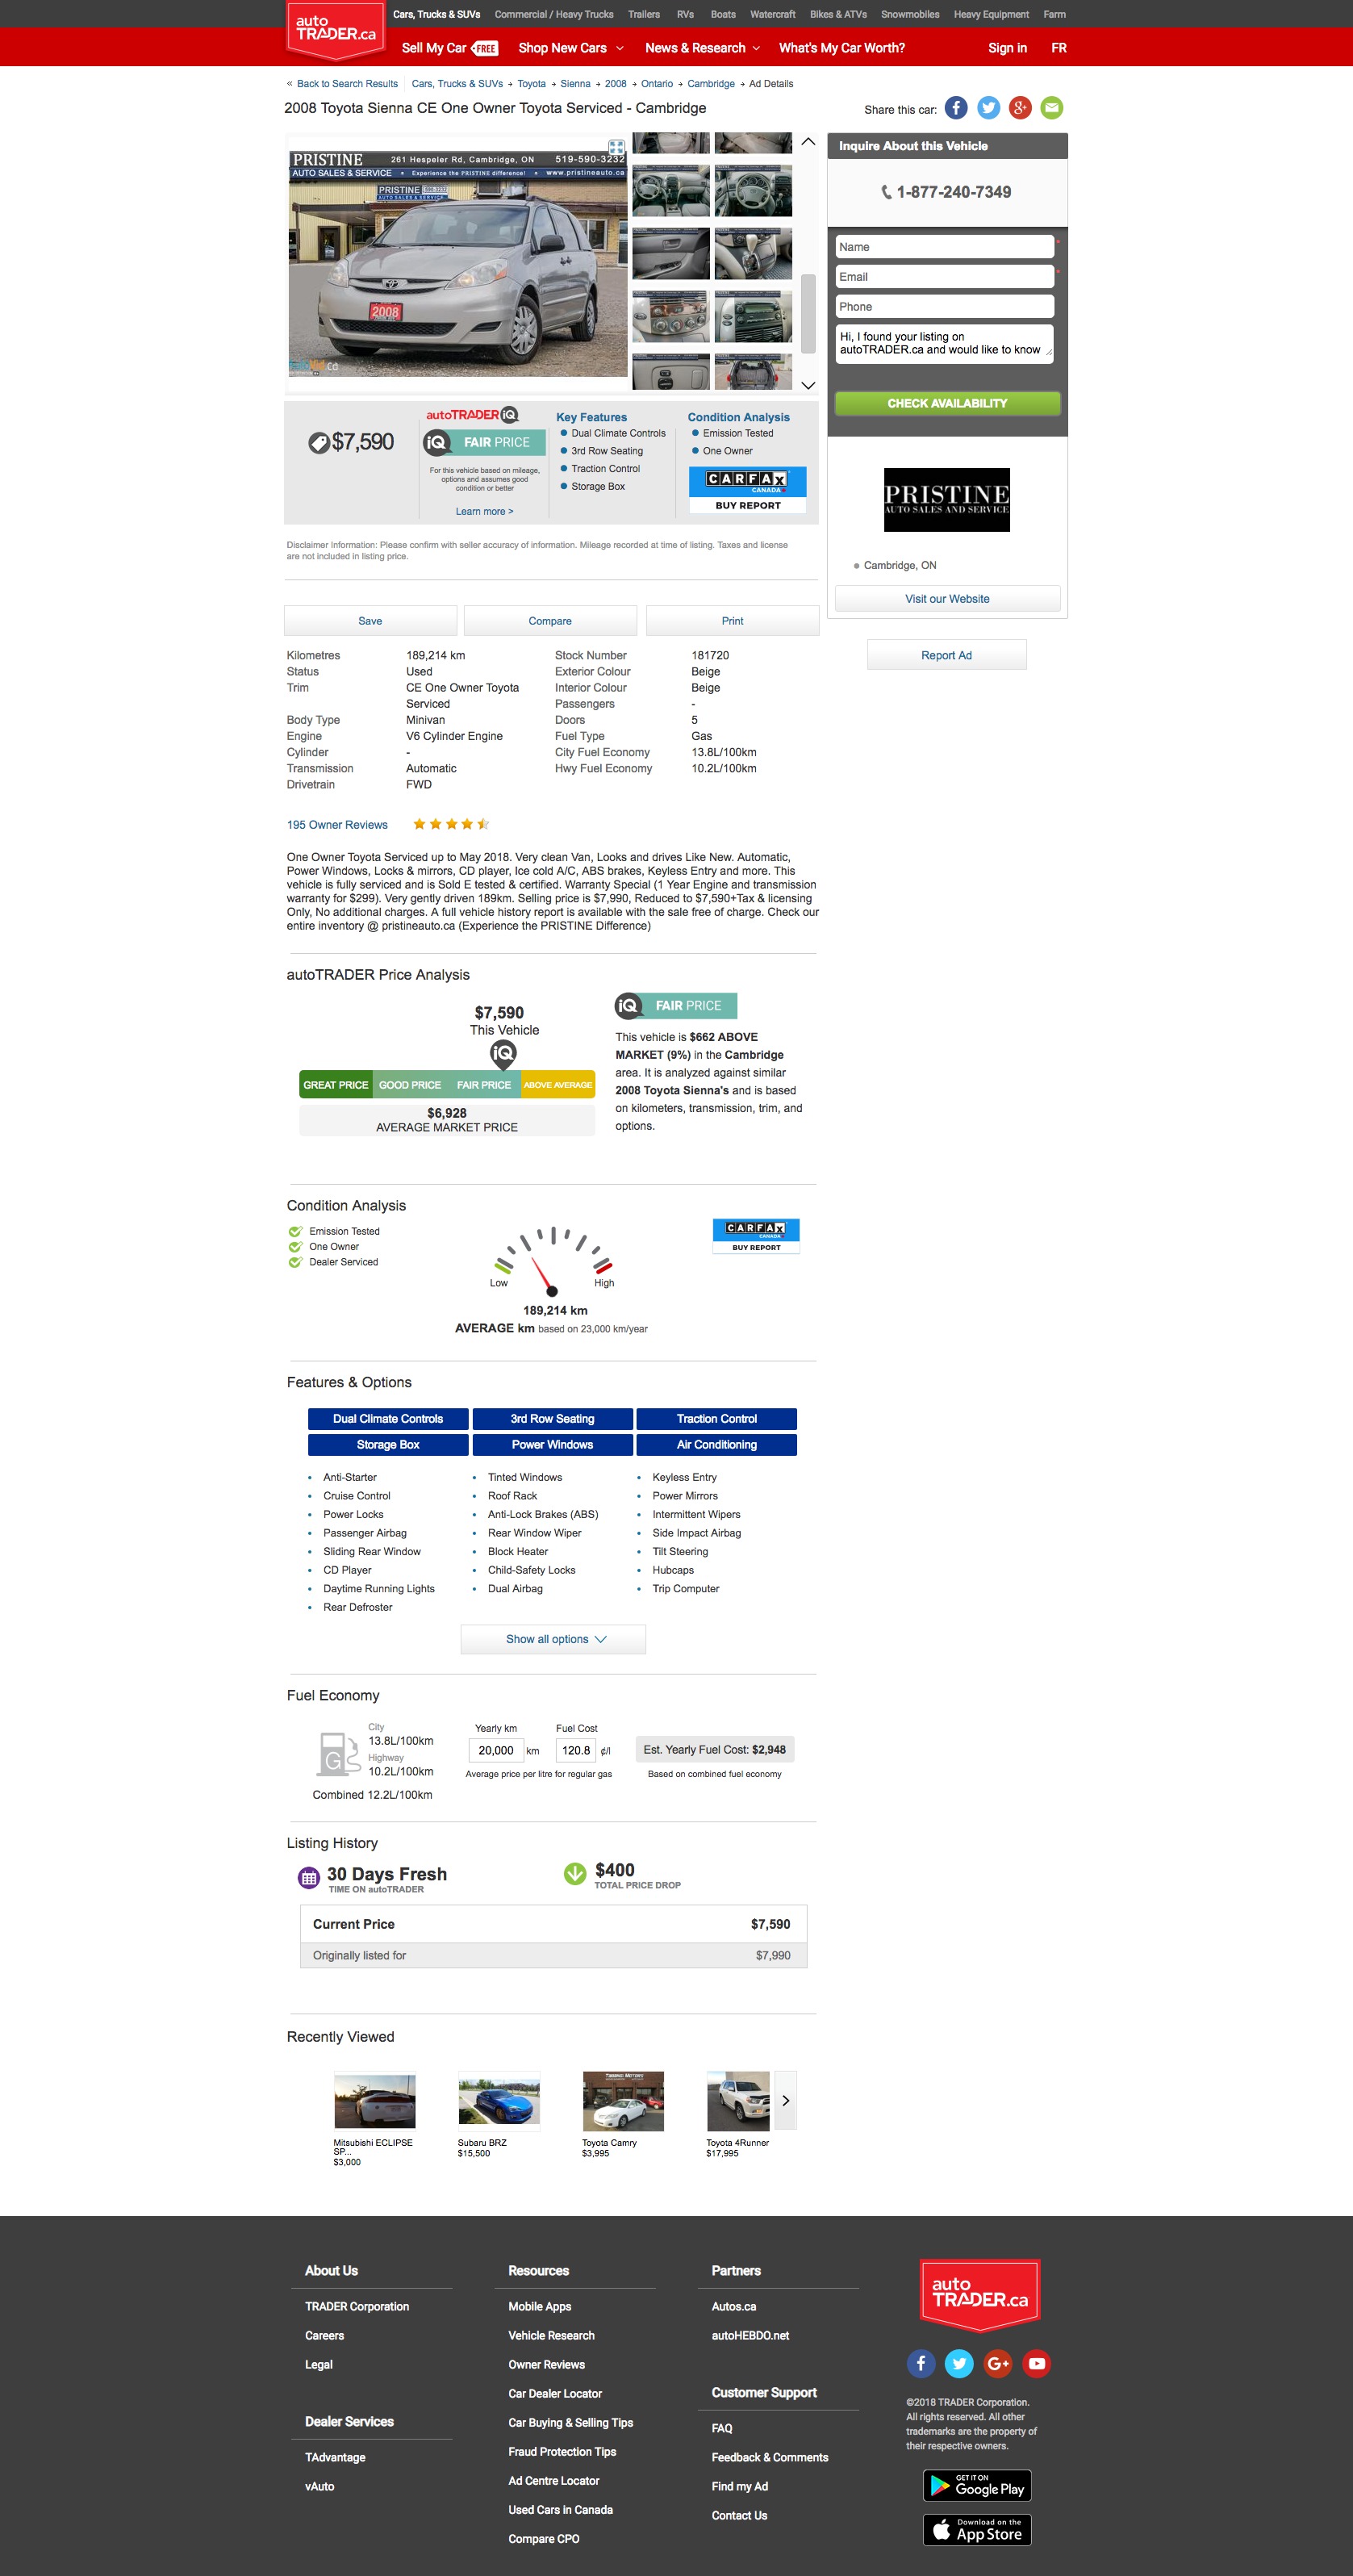 auto
TRADER.ca
Cars, Trucks & SUVs Commercial / Heavy Trucks Trailers RVs Boats Watercraft Bikes & ATVs Snowmobiles Heavy Equipment Farm
Sell My Car FREE Shop New Cars News & Research What's My Car Worth? Sign in FR
« Back to Search Results Cars, Trucks & SUVs → Toyota → Sienna → 2008 → Ontario → Cambridge → Ad Details
2008 Toyota Sienna CE One Owner Toyota Serviced - Cambridge
Share this car:
PRISTINE 261 Hespeler Rd, Cambridge, ON 519-590-3232
AUTO SALES & SERVICE • Experience the PRISTINE difference! • www.pristineauto.ca
PRISTINE
AUTO SALES & SERVICE
2008
Inquire About this Vehicle
1-877-240-7349
Name *
Email *
Phone
Hi, I found your listing on
autoTRADER.ca and would like to know
CHECK AVAILABILITY
PRISTINE
AUTO SALES AND SERVICE
Cambridge, ON
Visit our Website
Report Ad
$7,590
autoTRADER iQ
iQ FAIR PRICE
For this vehicle based on mileage,
options and assumes good
condition or better
Learn more >
Key Features
Dual Climate Controls
3rd Row Seating
Traction Control
Storage Box
Condition Analysis
Emission Tested
One Owner
CARFAX
CANADA
BUY REPORT
Disclaimer Information: Please confirm with seller accuracy of information. Mileage recorded at time of listing. Taxes and license
are not included in listing price.
Save Compare Print
Kilometres 189,214 km Stock Number 181720
Status Used Exterior Colour Beige
Trim CE One Owner Toyota Interior Colour Beige
Serviced Passengers -
Body Type Minivan Doors 5
Engine V6 Cylinder Engine Fuel Type Gas
Cylinder - City Fuel Economy 13.8L/100km
Transmission Automatic Hwy Fuel Economy 10.2L/100km
Drivetrain FWD
195 Owner Reviews
One Owner Toyota Serviced up to May 2018. Very clean Van, Looks and drives Like New. Automatic,
Power Windows, Locks & mirrors, CD player, Ice cold A/C, ABS brakes, Keyless Entry and more. This
vehicle is fully serviced and is Sold E tested & certified. Warranty Special (1 Year Engine and transmission
warranty for $299). Very gently driven 189km. Selling price is $7,990, Reduced to $7,590+Tax & licensing
Only, No additional charges. A full vehicle history report is available with the sale free of charge. Check our
entire inventory @ pristineauto.ca (Experience the PRISTINE Difference)
autoTRADER Price Analysis
$7,590
This Vehicle
iQ
GREAT PRICE GOOD PRICE FAIR PRICE ABOVE AVERAGE
$6,928
AVERAGE MARKET PRICE
iQ FAIR PRICE
This vehicle is $662 ABOVE
MARKET (9%) in the Cambridge
area. It is analyzed against similar
2008 Toyota Sienna's and is based
on kilometers, transmission, trim, and
options.
Condition Analysis
Emission Tested
One Owner
Dealer Serviced
Low High
189,214 km
AVERAGE km based on 23,000 km/year
CARFAX
CANADA
BUY REPORT
Features & Options
Dual Climate Controls 3rd Row Seating Traction Control
Storage Box Power Windows Air Conditioning
Anti-Starter Tinted Windows Keyless Entry
Cruise Control Roof Rack Power Mirrors
Power Locks Anti-Lock Brakes (ABS) Intermittent Wipers
Passenger Airbag Rear Window Wiper Side Impact Airbag
Sliding Rear Window Block Heater Tilt Steering
CD Player Child-Safety Locks Hubcaps
Daytime Running Lights Dual Airbag Trip Computer
Rear Defroster
Show all options
Fuel Economy
G
City
13.8L/100km
Highway
10.2L/100km
Combined 12.2L/100km
Yearly km Fuel Cost
20,000 km 120.8 ¢/l
Average price per litre for regular gas
Est. Yearly Fuel Cost: $2,948
Based on combined fuel economy
Listing History
30 Days Fresh
TIME ON autoTRADER
$400
TOTAL PRICE DROP
Current Price $7,590
Originally listed for $7,990
Recently Viewed
Mitsubishi ECLIPSE
SP...
$3,000
Subaru BRZ
$15,500
Toyota Camry
$3,995
Toyota 4Runner
$17,995
About Us
TRADER Corporation
Careers
Legal
Dealer Services
TAdvantage
vAuto
Resources
Mobile Apps
Vehicle Research
Owner Reviews
Car Dealer Locator
Car Buying & Selling Tips
Fraud Protection Tips
Ad Centre Locator
Used Cars in Canada
Compare CPO
Partners
Autos.ca
autoHEBDO.net
Customer Support
FAQ
Feedback & Comments
Find my Ad
Contact Us
auto
TRADER.ca
©2018 TRADER Corporation.
All rights reserved. All other
trademarks are the property of
their respective owners.
GET IT ON
Google Play
Download on the
App Store